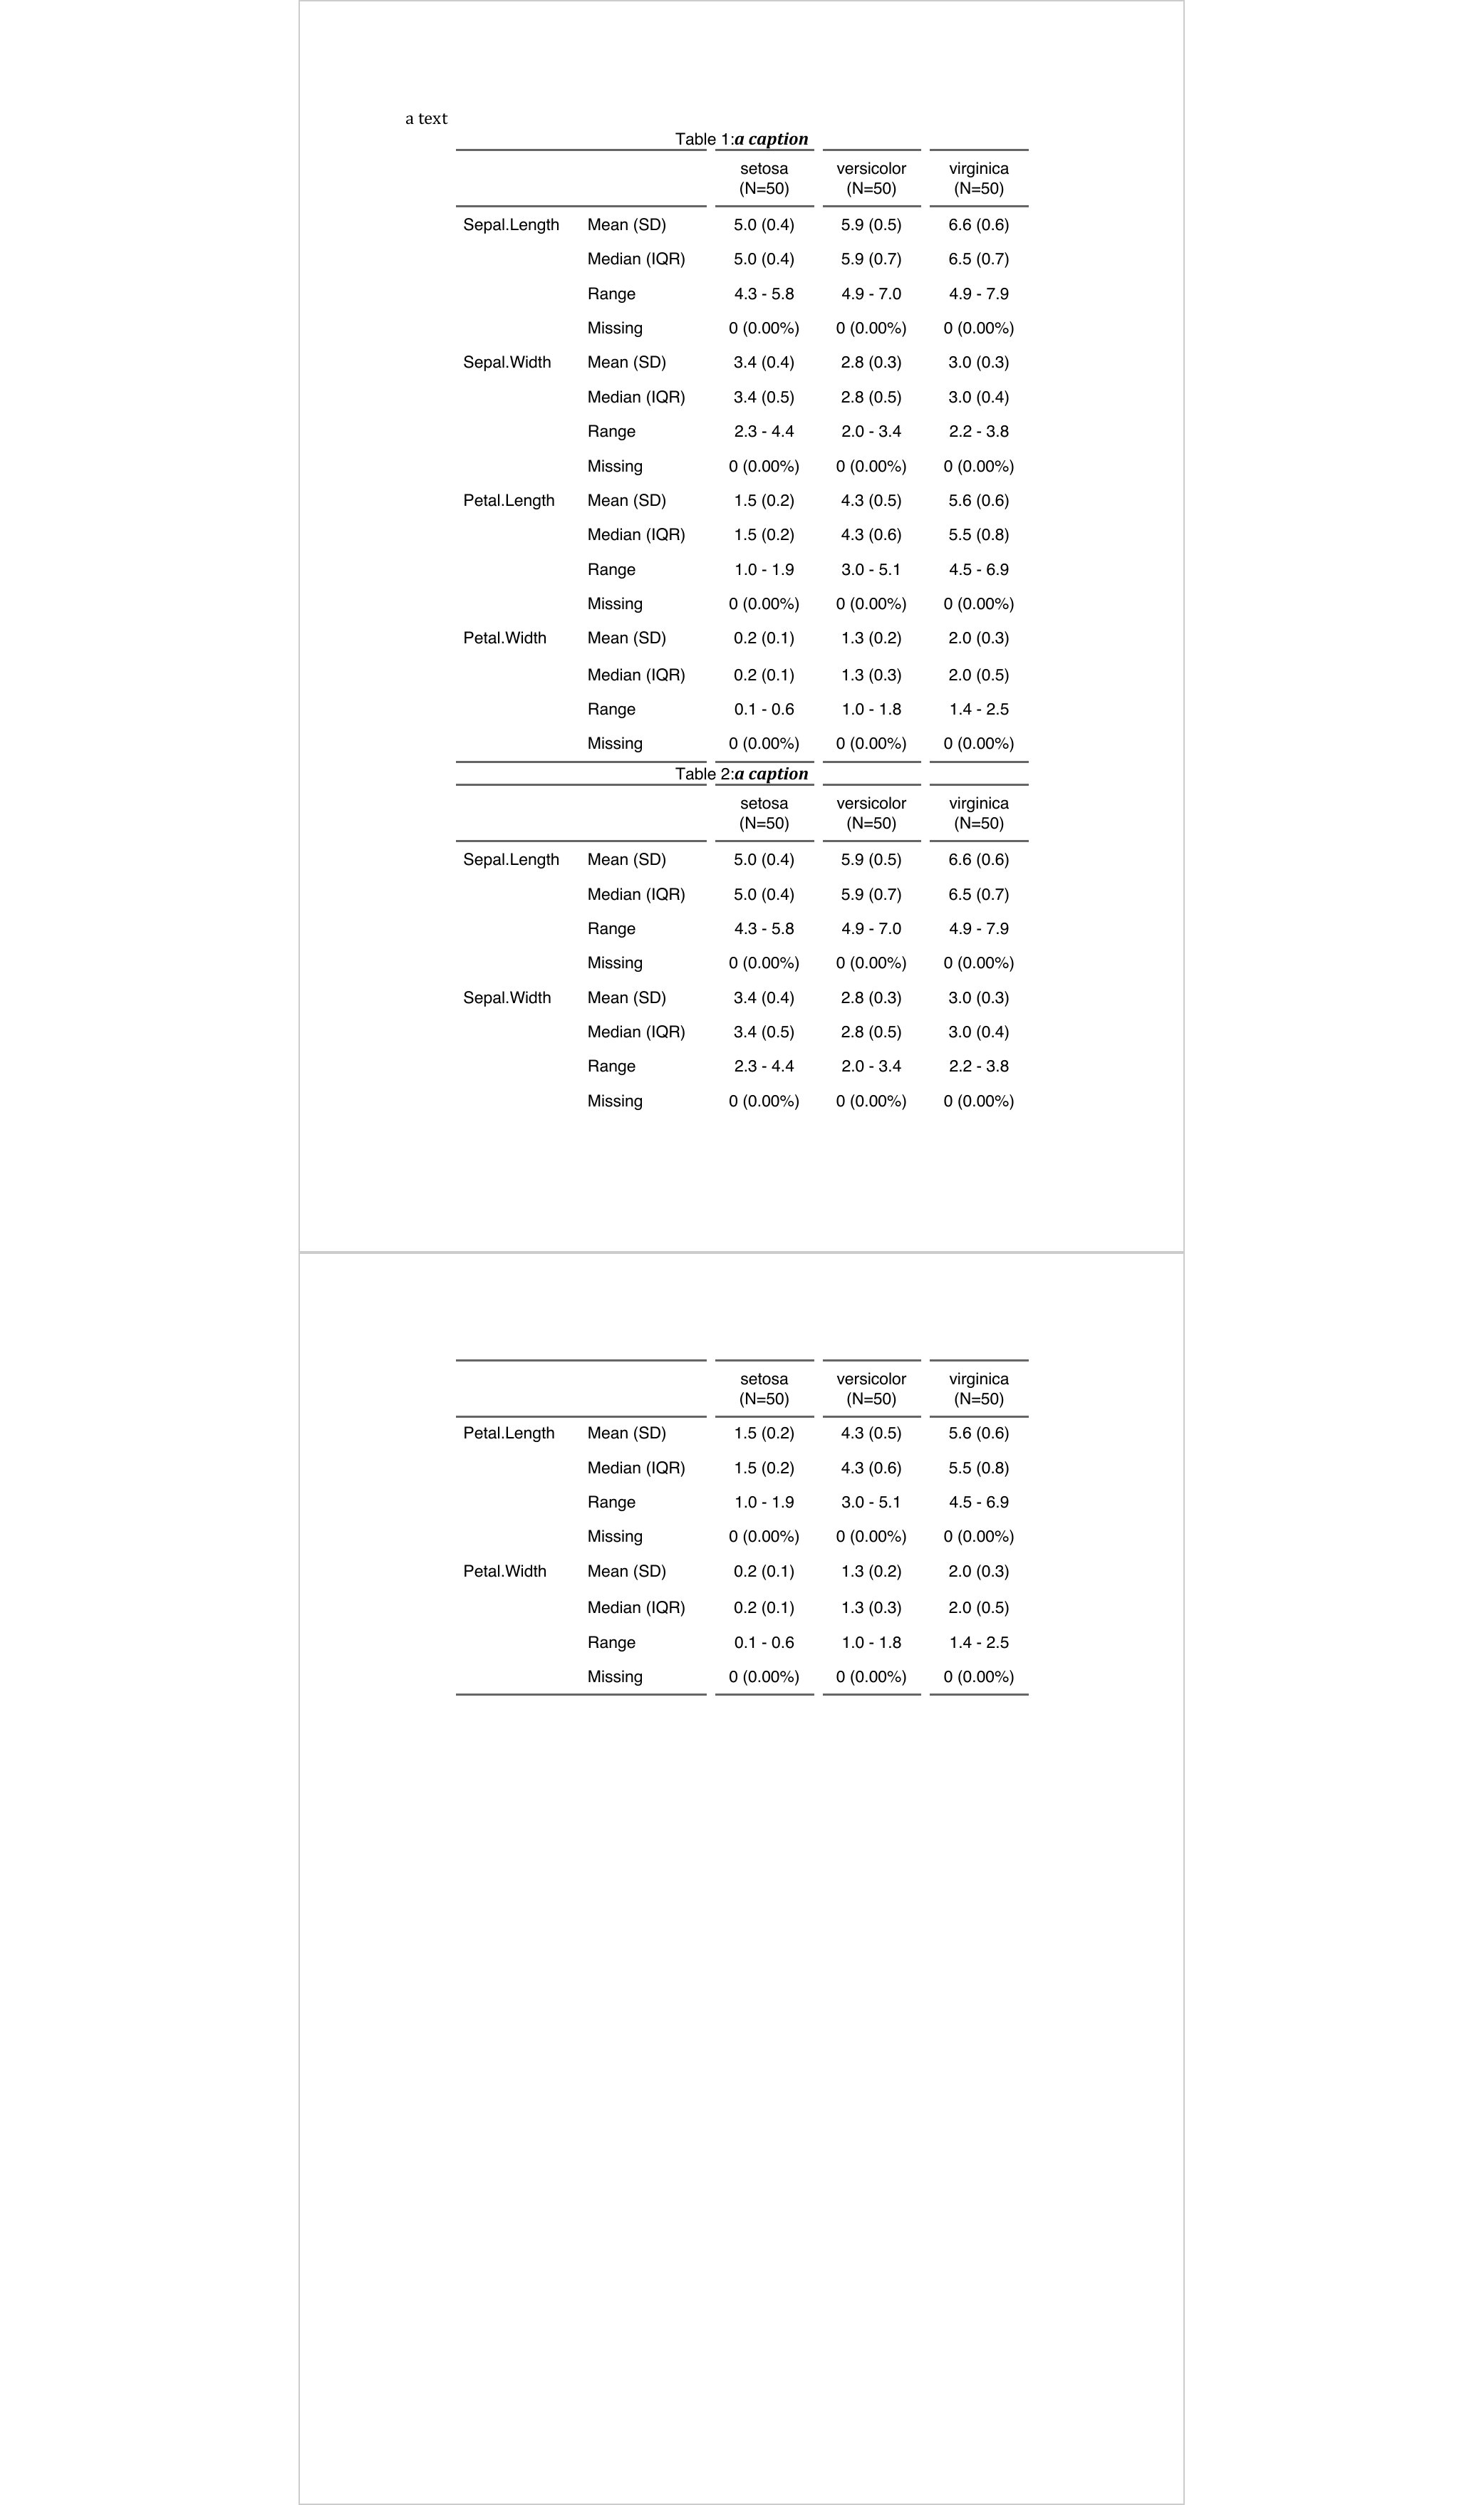 a text
Table 1:a caption
setosa versicolor virginica
(N=50) (N=50) (N=50)
Sepal.Length Mean (SD) 5.0 (0.4) 5.9 (0.5) 6.6 (0.6)
Median (IQR) 5.0 (0.4) 5.9 (0.7) 6.5 (0.7)
Range 4.3 - 5.8 4.9 - 7.0 4.9 - 7.9
Missing 0 (0.00%) 0 (0.00%) 0 (0.00%)
Sepal.Width Mean (SD) 3.4 (0.4) 2.8 (0.3) 3.0 (0.3)
Median (IQR) 3.4 (0.5) 2.8 (0.5) 3.0 (0.4)
Range 2.3 - 4.4 2.0 - 3.4 2.2 - 3.8
Missing 0 (0.00%) 0 (0.00%) 0 (0.00%)
Petal.Length Mean (SD) 1.5 (0.2) 4.3 (0.5) 5.6 (0.6)
Median (IQR) 1.5 (0.2) 4.3 (0.6) 5.5 (0.8)
Range 1.0 - 1.9 3.0 - 5.1 4.5 - 6.9
Missing 0 (0.00%) 0 (0.00%) 0 (0.00%)
Petal.Width Mean (SD) 0.2 (0.1) 1.3 (0.2) 2.0 (0.3)
Median (IQR) 0.2 (0.1) 1.3 (0.3) 2.0 (0.5)
Range 0.1 - 0.6 1.0 - 1.8 1.4 - 2.5
Missing 0 (0.00%) 0 (0.00%) 0 (0.00%)
Table 2:a caption
setosa versicolor virginica
(N=50) (N=50) (N=50)
Sepal.Length Mean (SD) 5.0 (0.4) 5.9 (0.5) 6.6 (0.6)
Median (IQR) 5.0 (0.4) 5.9 (0.7) 6.5 (0.7)
Range 4.3 - 5.8 4.9 - 7.0 4.9 - 7.9
Missing 0 (0.00%) 0 (0.00%) 0 (0.00%)
Sepal.Width Mean (SD) 3.4 (0.4) 2.8 (0.3) 3.0 (0.3)
Median (IQR) 3.4 (0.5) 2.8 (0.5) 3.0 (0.4)
Range 2.3 - 4.4 2.0 - 3.4 2.2 - 3.8
Missing 0 (0.00%) 0 (0.00%) 0 (0.00%)
setosa versicolor virginica
(N=50) (N=50) (N=50)
Petal.Length Mean (SD) 1.5 (0.2) 4.3 (0.5) 5.6 (0.6)
Median (IQR) 1.5 (0.2) 4.3 (0.6) 5.5 (0.8)
Range 1.0 - 1.9 3.0 - 5.1 4.5 - 6.9
Missing 0 (0.00%) 0 (0.00%) 0 (0.00%)
Petal.Width Mean (SD) 0.2 (0.1) 1.3 (0.2) 2.0 (0.3)
Median (IQR) 0.2 (0.1) 1.3 (0.3) 2.0 (0.5)
Range 0.1 - 0.6 1.0 - 1.8 1.4 - 2.5
Missing 0 (0.00%) 0 (0.00%) 0 (0.00%)